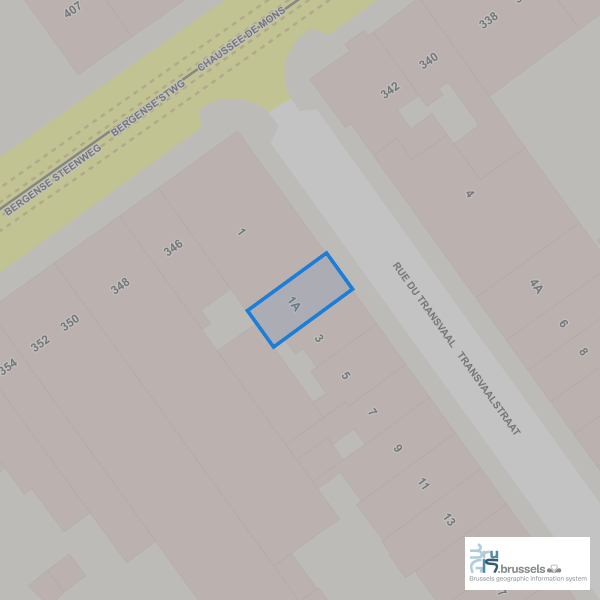 407
CHAUSSEE DE MONS
BERGENSE STWG
BERGENSE STEENWEG
338
340
342
4
1
346
348
350
352
354
1A
RUE DU TRANSVAAL
TRANSVAALSTRAAT
4A
6
8
3
5
7
9
11
13
.brussels
Brussels geographic information system